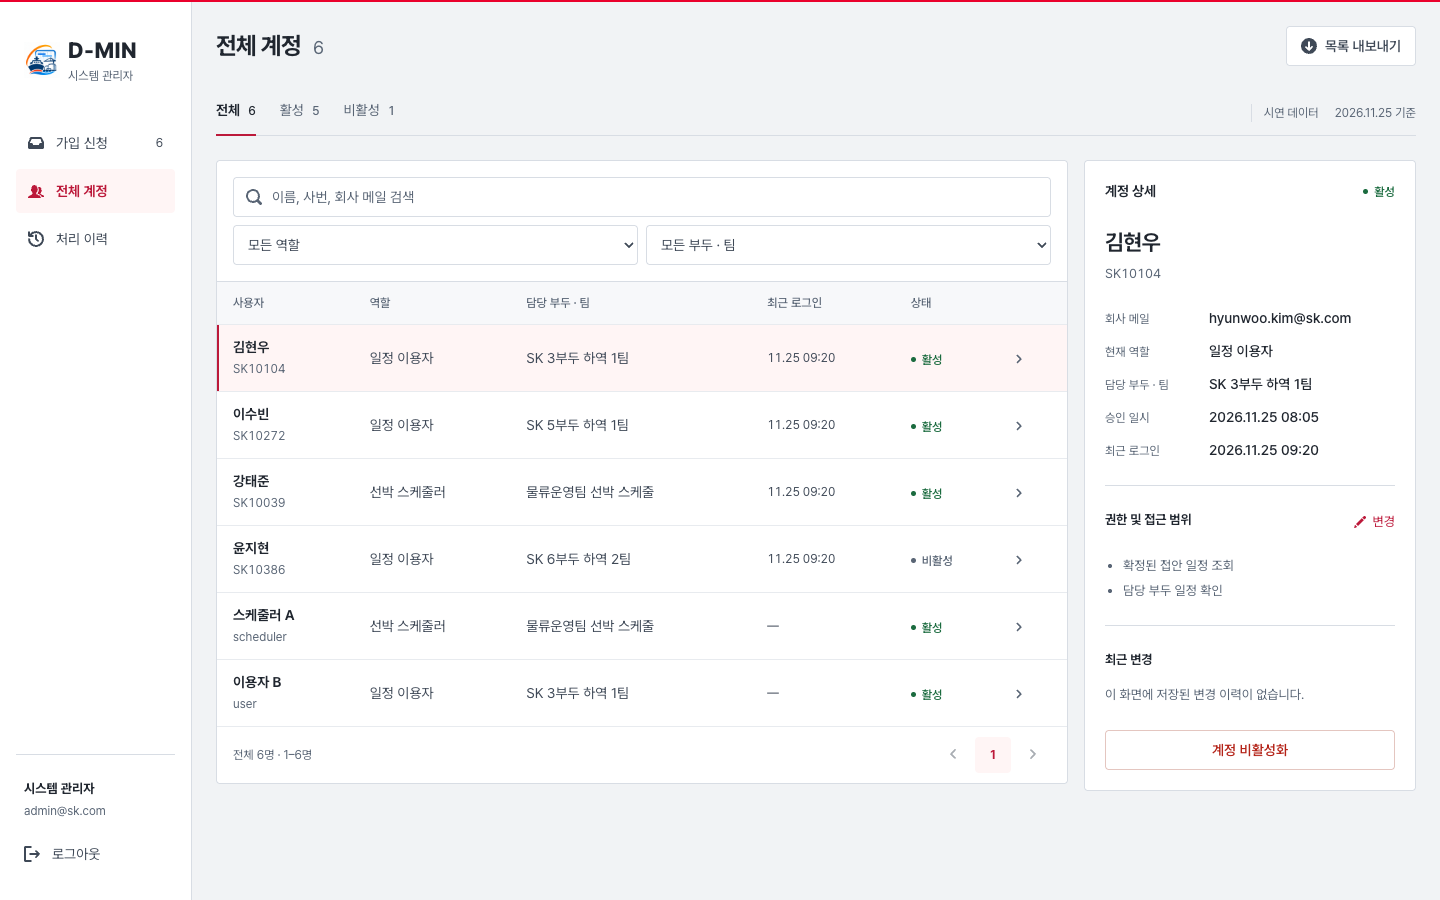 D-MIN
시스템 관리자
가입 신청 6
전체 계정
처리 이력
시스템 관리자
admin@sk.com
로그아웃
전체 계정 6
목록 내보내기
전체 6 활성 5 비활성 1
시연 데이터 2026.11.25 기준
이름, 사번, 회사 메일 검색
모든 역할 모든 부두 · 팀
사용자 역할 담당 부두 · 팀 최근 로그인 상태
김현우
SK10104
일정 이용자 SK 3부두 하역 1팀 11.25 09:20 활성
이수빈
SK10272
일정 이용자 SK 5부두 하역 1팀 11.25 09:20 활성
강태준
SK10039
선박 스케줄러 물류운영팀 선박 스케줄 11.25 09:20 활성
윤지현
SK10386
일정 이용자 SK 6부두 하역 2팀 11.25 09:20 비활성
스케줄러 A
scheduler
선박 스케줄러 물류운영팀 선박 스케줄 — 활성
이용자 B
user
일정 이용자 SK 3부두 하역 1팀 — 활성
전체 6명 · 1–6명
1
계정 상세 활성
김현우
SK10104
회사 메일 hyunwoo.kim@sk.com
현재 역할 일정 이용자
담당 부두 · 팀 SK 3부두 하역 1팀
승인 일시 2026.11.25 08:05
최근 로그인 2026.11.25 09:20
권한 및 접근 범위 변경
• 확정된 접안 일정 조회
• 담당 부두 일정 확인
최근 변경
이 화면에 저장된 변경 이력이 없습니다.
계정 비활성화